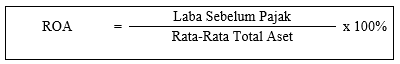 Laba Sebelum Pajak
ROA = x 100%
Rata-Rata Total Aset